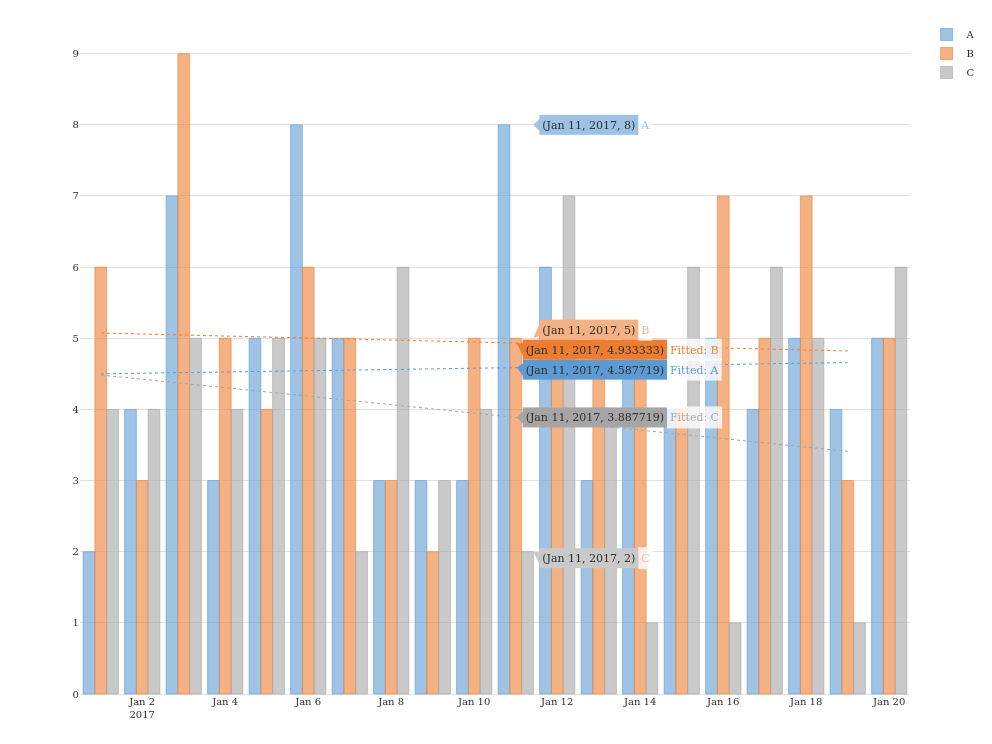 A
B
C
9
8
7
6
5
4
3
2
1
0
(Jan 11, 2017, 8) A
(Jan 11, 2017, 5) B
(Jan 11, 2017, 4.933333) Fitted: B
(Jan 11, 2017, 4.587719) Fitted: A
(Jan 11, 2017, 3.887719) Fitted: C
(Jan 11, 2017, 2) C
Jan 2 Jan 4 Jan 6 Jan 8 Jan 10 Jan 12 Jan 14 Jan 16 Jan 18 Jan 20
2017